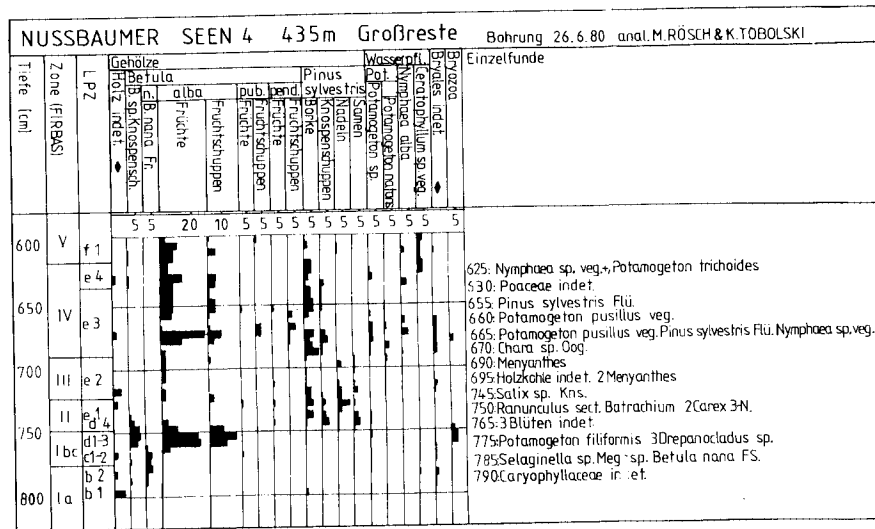 NUSSBAUMER SEEN 4 435m Großreste Bohrung 26.6.80 anal. M.RÖSCH & K.TOBOLSKI
Tiefe (cm)
Zone (FIRBAS)
LPZ
Gehölze
Wasserpfl.
Bryales indet.
Bryozoa
Einzelfunde
Holz indet.
Betula
Pinus sylvestris
Pot.
Nymphaea alba
Ceratophyllum sp. veg.
B. sp. Knospensch.
n.
alba
pub.
pend.
B. nana Fr.
Früchte
Fruchtschuppen
Früchte
Fruchtschuppen
Früchte
Fruchtschuppen
Borke
Knospenschuppen
Nadeln
Samen
Potamogeton sp.
Potamogeton natans
5 5 20 10 5 5 5 5 5 5 5 5 5 5 5 5 5
600
650
700
750
800
V
IV
III
II
I bc
I a
f 1
e 4
e 3
e 2
e 1
d 4
d1-3
c1-2
b 2
b 1
625: Nymphaea sp. veg.+, Potamogeton trichoides
630: Poaceae indet.
655: Pinus sylvestris Flü.
660: Potamogeton pusillus veg.
665: Potamogeton pusillus veg. Pinus sylvestris Flü. Nymphaea sp. veg.
670: Chara sp. Oog.
690: Menyanthes
695: Holzkohle indet. 2 Menyanthes
745: Salix sp. Kns.
750: Ranunculus sect. Batrachium 2Carex 3-N.
765: 3 Blüten indet.
775: Potamogeton filiformis 3Drepanocladus sp.
785: Selaginella sp. Meg-sp. Betula nana FS.
790: Caryophyllaceae